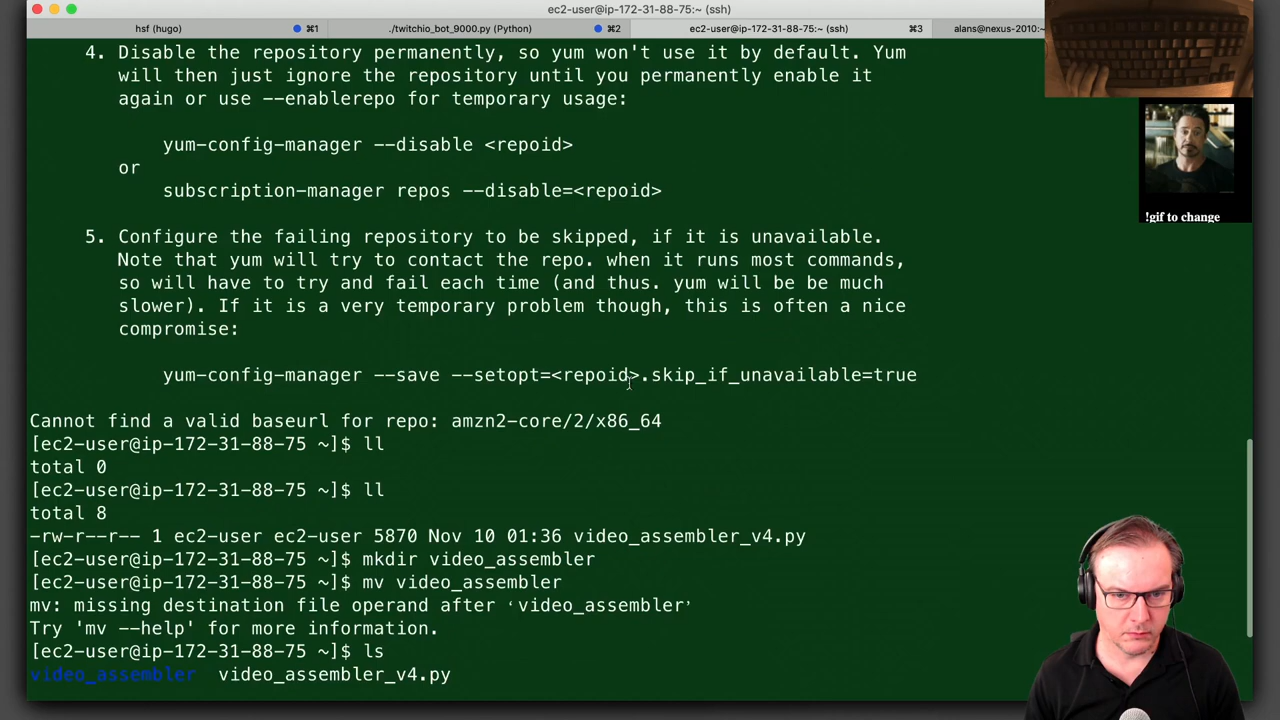 ec2-user@ip-172-31-88-75:~ (ssh)
hsf (hugo) ⌘1 ./twitchio_bot_9000.py (Python) ⌘2 ec2-user@ip-172-31-88-75:~ (ssh) ⌘3 alans@nexus-2010:~
4. Disable the repository permanently, so yum won't use it by default. Yum
will then just ignore the repository until you permanently enable it
again or use --enablerepo for temporary usage:
yum-config-manager --disable <repoid>
or
subscription-manager repos --disable=<repoid>
5. Configure the failing repository to be skipped, if it is unavailable.
Note that yum will try to contact the repo. when it runs most commands,
so will have to try and fail each time (and thus. yum will be be much
slower). If it is a very temporary problem though, this is often a nice
compromise:
yum-config-manager --save --setopt=<repoid>.skip_if_unavailable=true
Cannot find a valid baseurl for repo: amzn2-core/2/x86_64
[ec2-user@ip-172-31-88-75 ~]$ ll
total 0
[ec2-user@ip-172-31-88-75 ~]$ ll
total 8
-rw-r--r-- 1 ec2-user ec2-user 5870 Nov 10 01:36 video_assembler_v4.py
[ec2-user@ip-172-31-88-75 ~]$ mkdir video_assembler
[ec2-user@ip-172-31-88-75 ~]$ mv video_assembler
mv: missing destination file operand after ‘video_assembler’
Try 'mv --help' for more information.
[ec2-user@ip-172-31-88-75 ~]$ ls
video_assembler video_assembler_v4.py
!gif to change